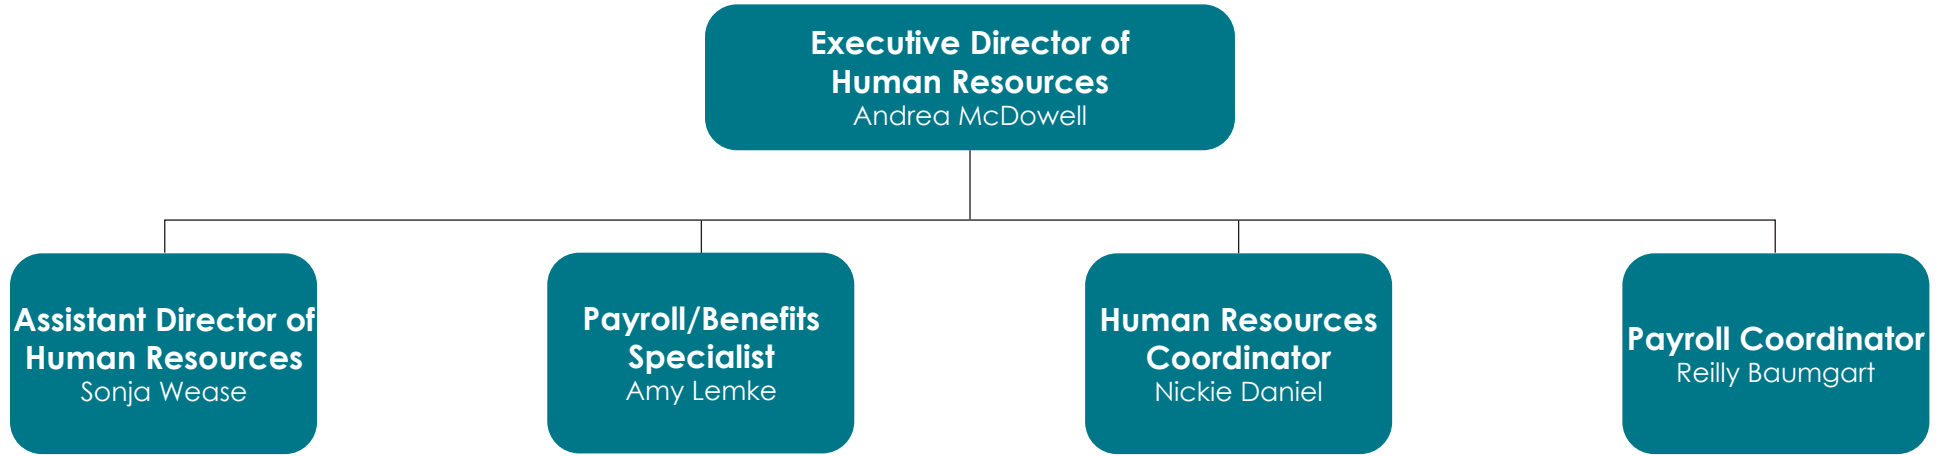 Executive Director of
Human Resources
Andrea McDowell
Assistant Director of
Human Resources
Sonja Wease
Payroll/Benefits
Specialist
Amy Lemke
Human Resources
Coordinator
Nickie Daniel
Payroll Coordinator
Reilly Baumgart